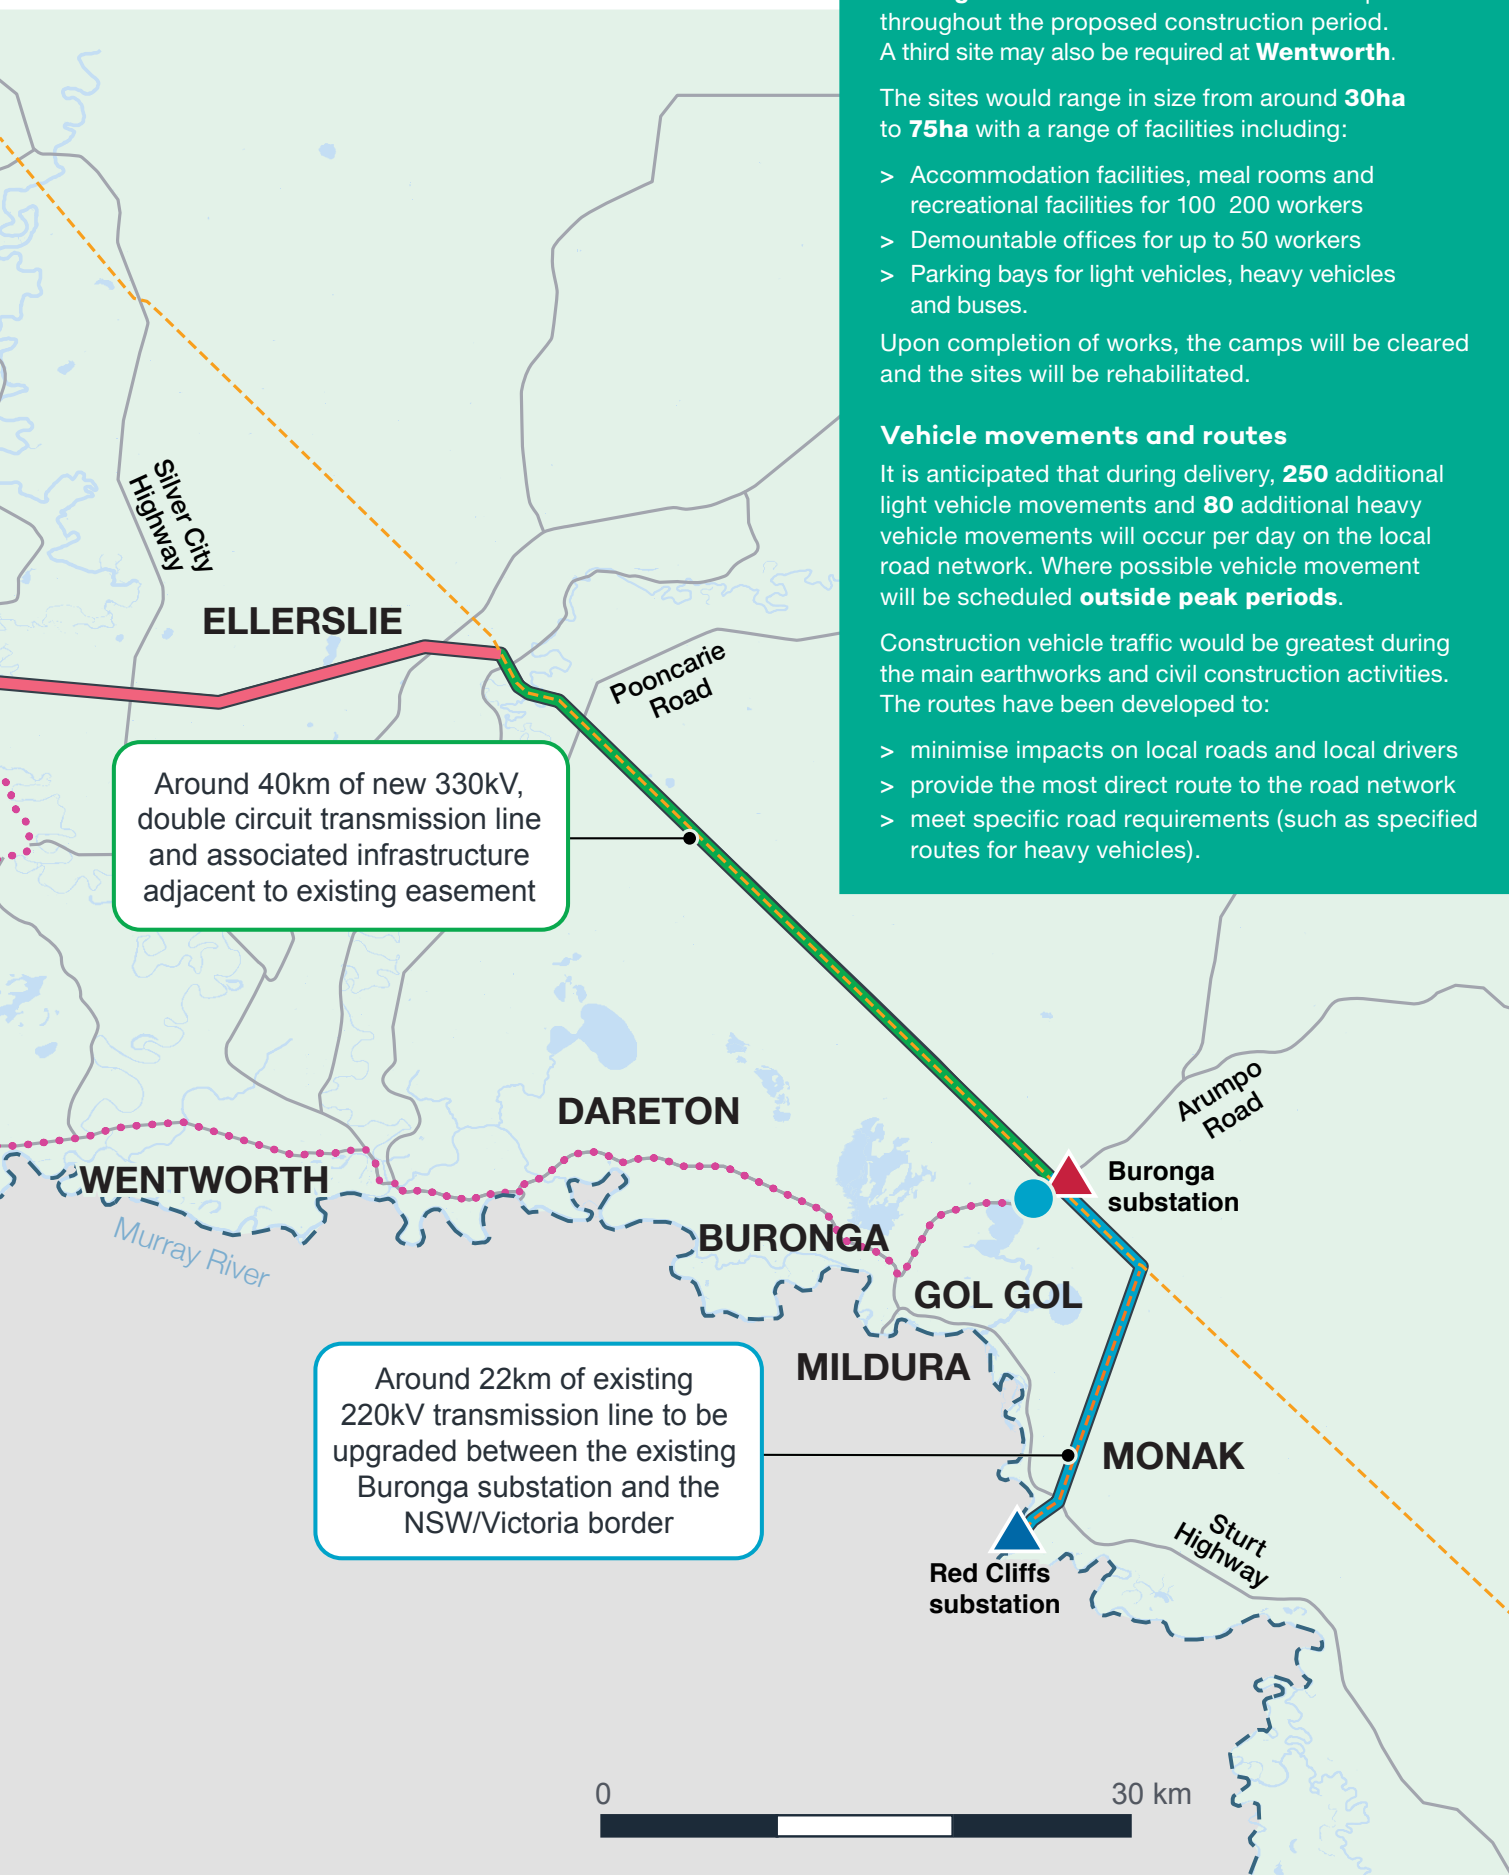 throughout the proposed construction period.
A third site may also be required at Wentworth.
The sites would range in size from around 30ha
to 75ha with a range of facilities including:
> Accommodation facilities, meal rooms and
recreational facilities for 100 200 workers
> Demountable offices for up to 50 workers
> Parking bays for light vehicles, heavy vehicles
and buses.
Upon completion of works, the camps will be cleared
and the sites will be rehabilitated.
Vehicle movements and routes
It is anticipated that during delivery, 250 additional
light vehicle movements and 80 additional heavy
vehicle movements will occur per day on the local
road network. Where possible vehicle movement
will be scheduled outside peak periods.
Construction vehicle traffic would be greatest during
the main earthworks and civil construction activities.
The routes have been developed to:
> minimise impacts on local roads and local drivers
> provide the most direct route to the road network
> meet specific road requirements (such as specified
routes for heavy vehicles).
Silver City
Highway
ELLERSLIE
Pooncarie
Road
Around 40km of new 330kV,
double circuit transmission line
and associated infrastructure
adjacent to existing easement
Arumpo
Road
DARETON
WENTWORTH
Buronga
substation
Murray River
BURONGA
GOL GOL
MILDURA
Around 22km of existing
220kV transmission line to be
upgraded between the existing
Buronga substation and the
NSW/Victoria border
MONAK
Sturt
Highway
Red Cliffs
substation
0
30 km